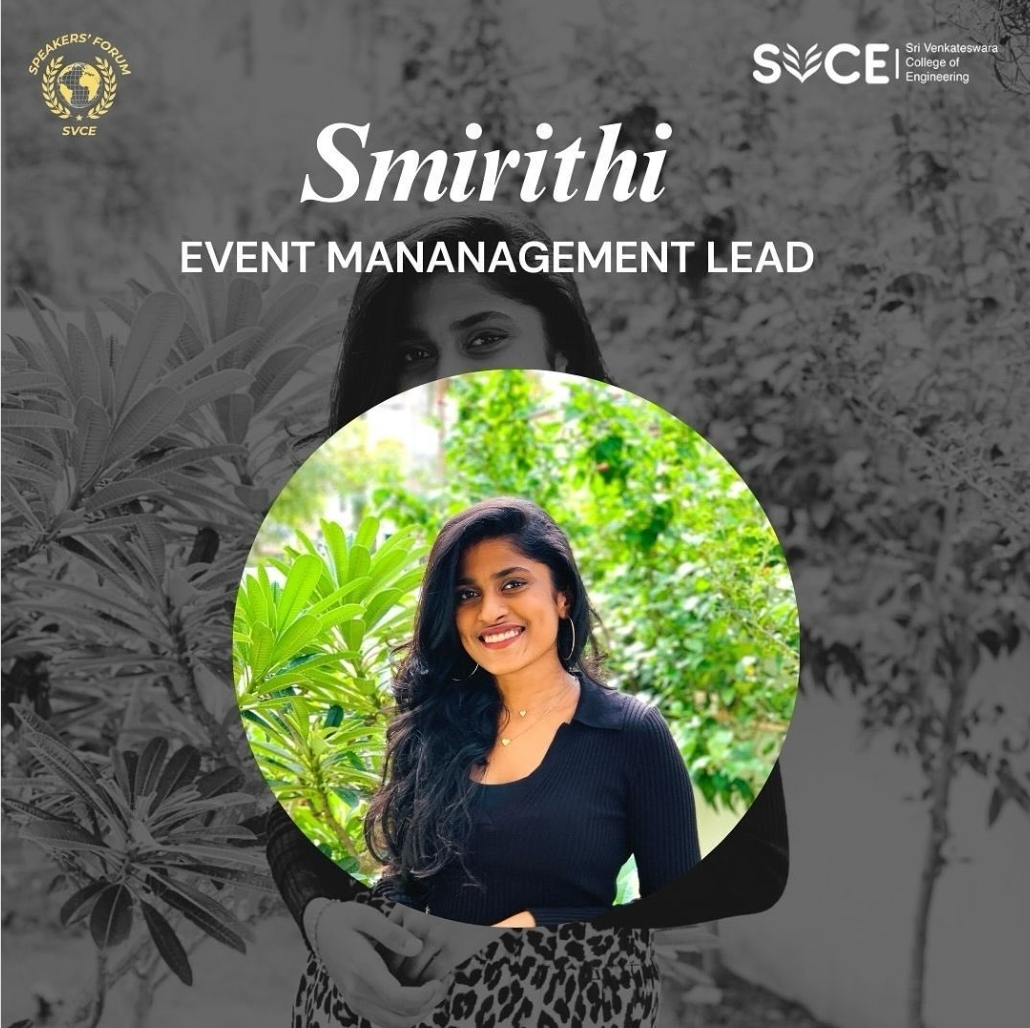 SPEAKERS' FORUM
SVCE
SVCE
Sri Venkateswara
College of
Engineering
Smirithi
EVENT MANANAGEMENT LEAD